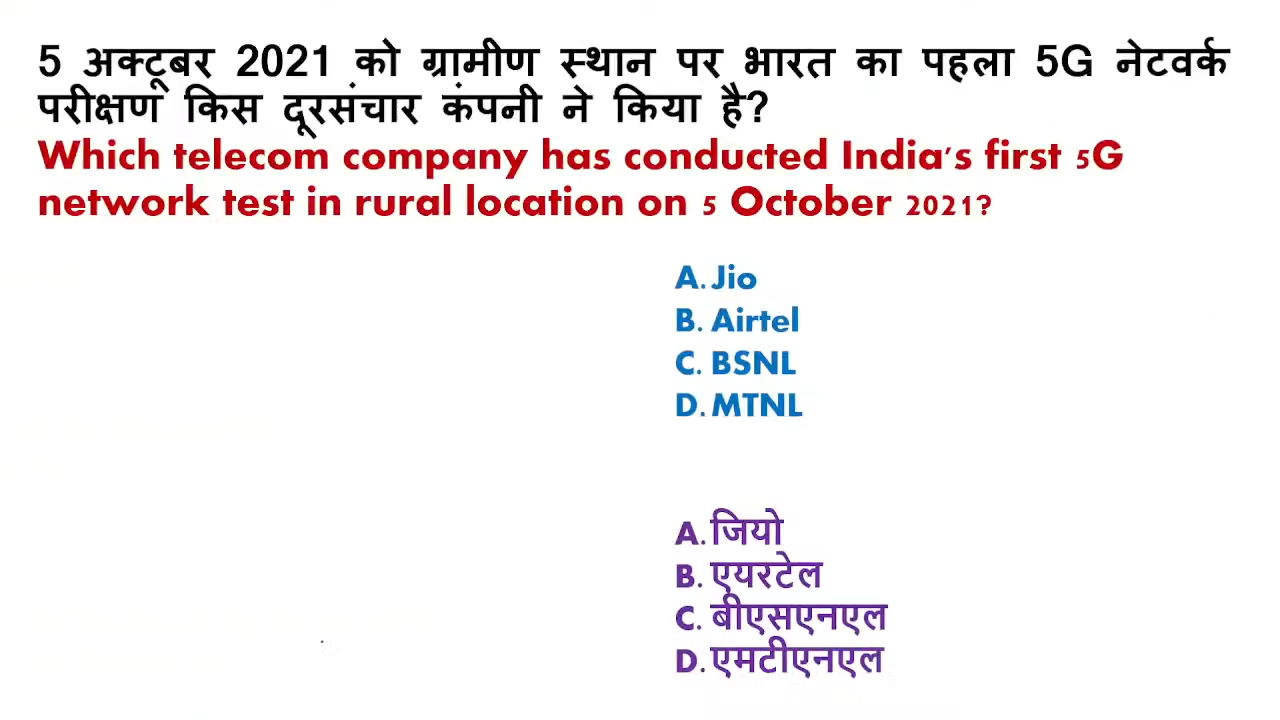 5 अक्टूबर 2021 को ग्रामीण स्थान पर भारत का पहला 5G नेटवर्क
परीक्षण किस दूरसंचार कंपनी ने किया है?
Which telecom company has conducted India's first 5G
network test in rural location on 5 October 2021?
A. Jio
B. Airtel
C. BSNL
D. MTNL
A. जियो
B. एयरटेल
C. बीएसएनएल
D. एमटीएनएल